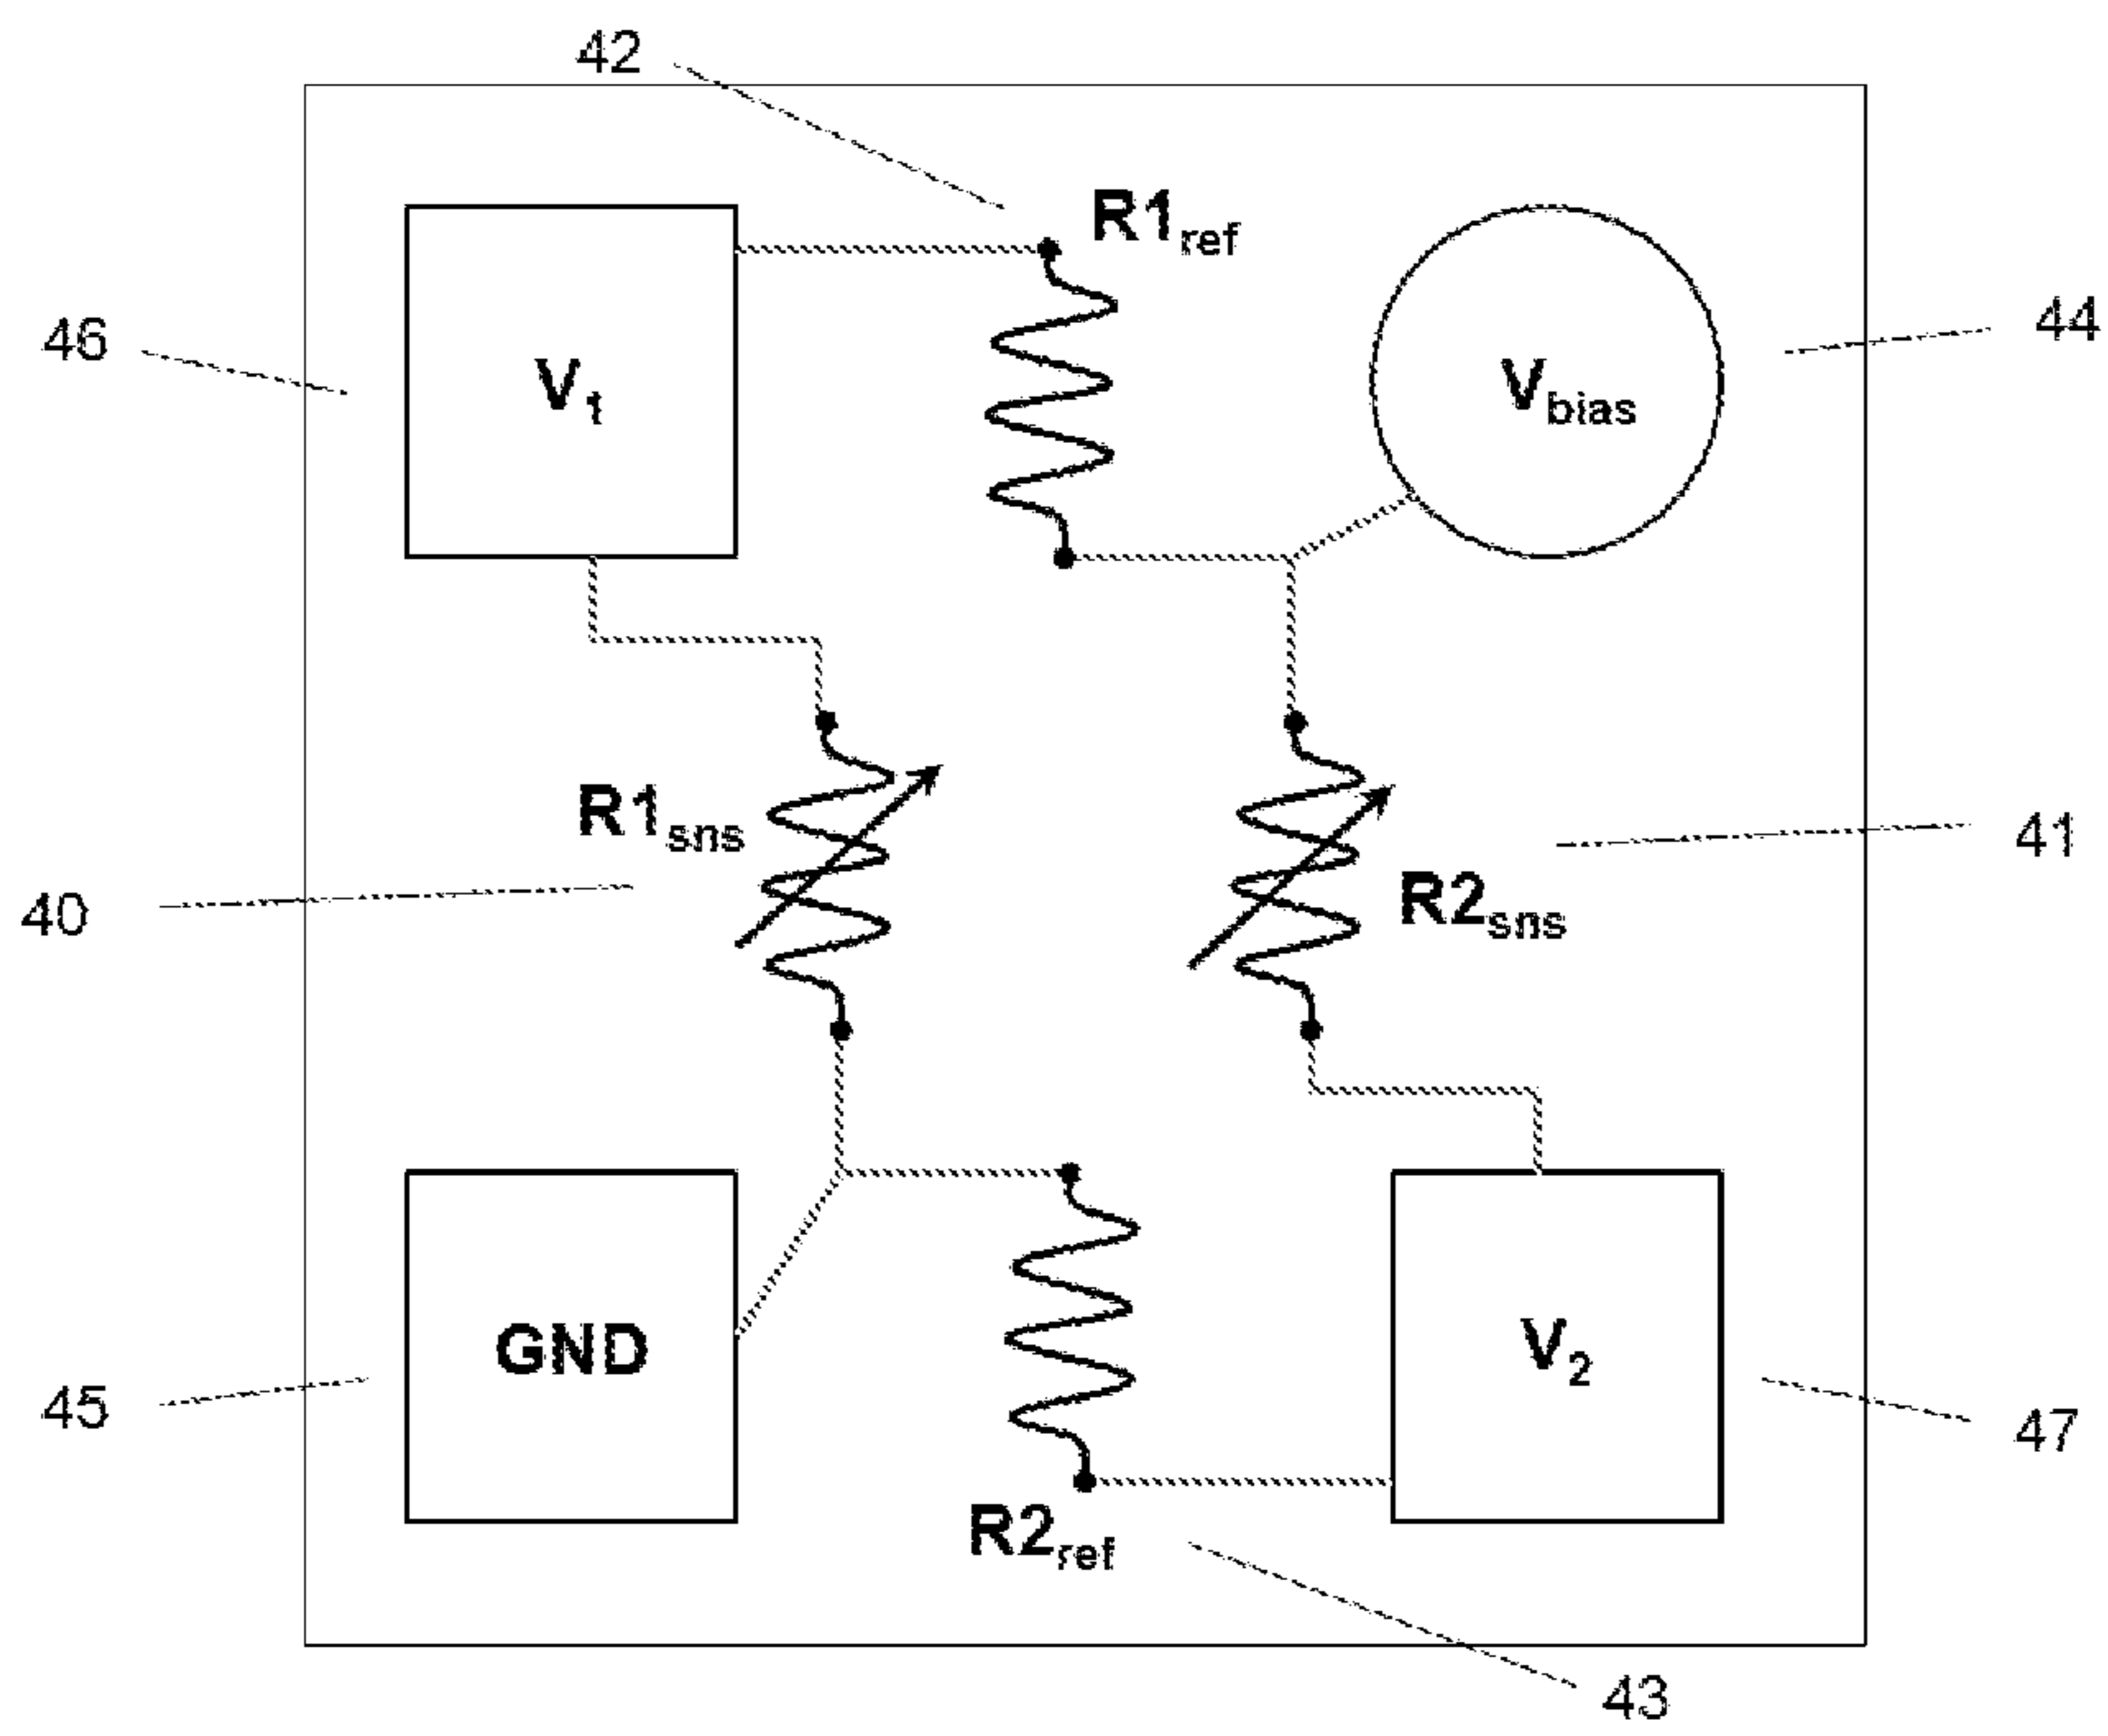 42
R1ref
46
V1
Vbias
44
R1sns
40
41
R2sns
GND
V2
45
47
R2ref
43